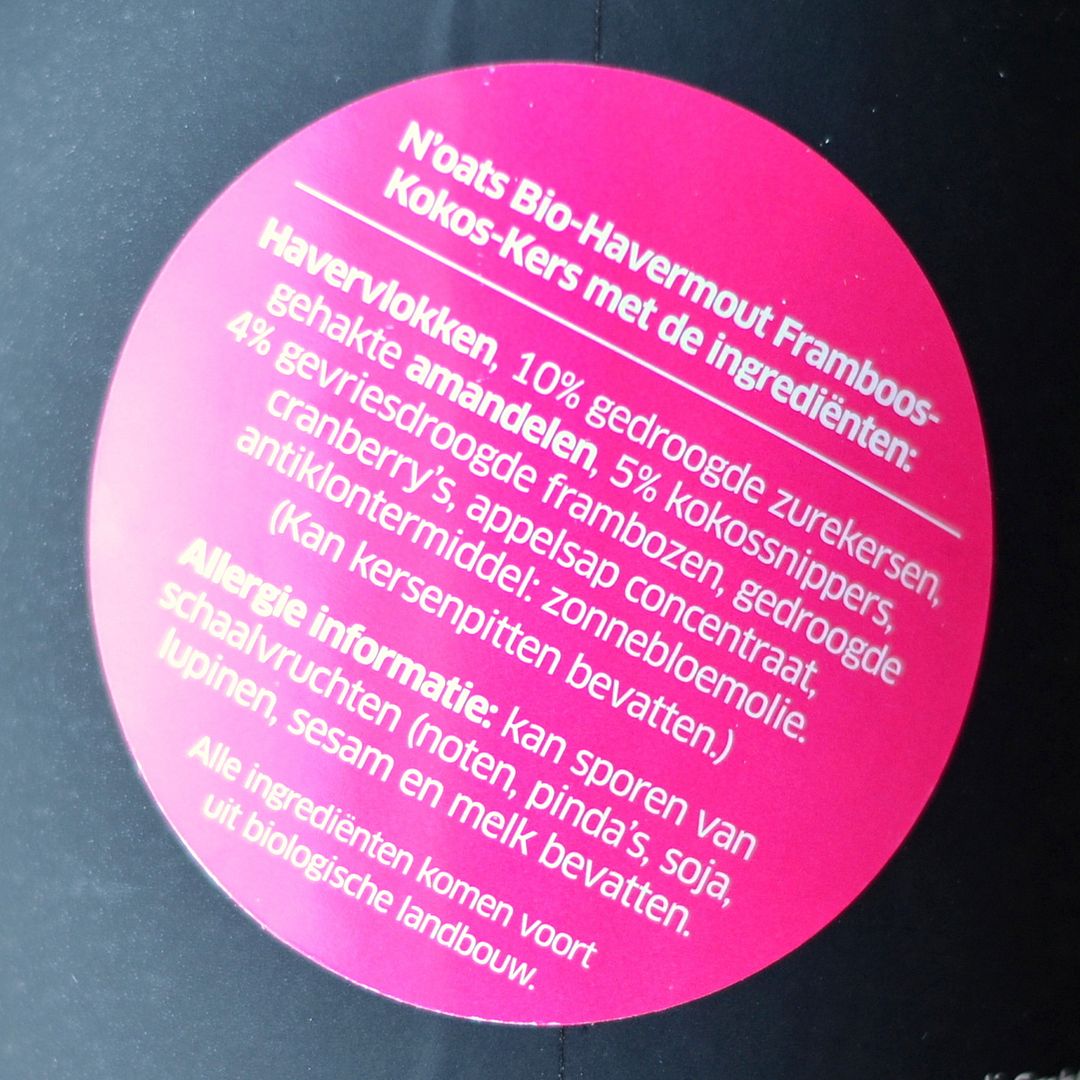 N'oats Bio-Havermout Framboos-
Kokos-Kers met de ingrediënten:
Havervlokken, 10% gedroogde zurekersen,
gehakte amandelen, 5% kokossnippers,
4% gevriesdroogde frambozen, gedroogde
cranberry's, appelsap concentraat,
antiklontermiddel: zonnebloemolie.
(Kan kersenpitten bevatten.)
Allergie informatie: kan sporen van
schaalvruchten (noten, pinda's, soja,
lupinen, sesam en melk bevatten.
Alle ingrediënten komen voort
uit biologische landbouw.